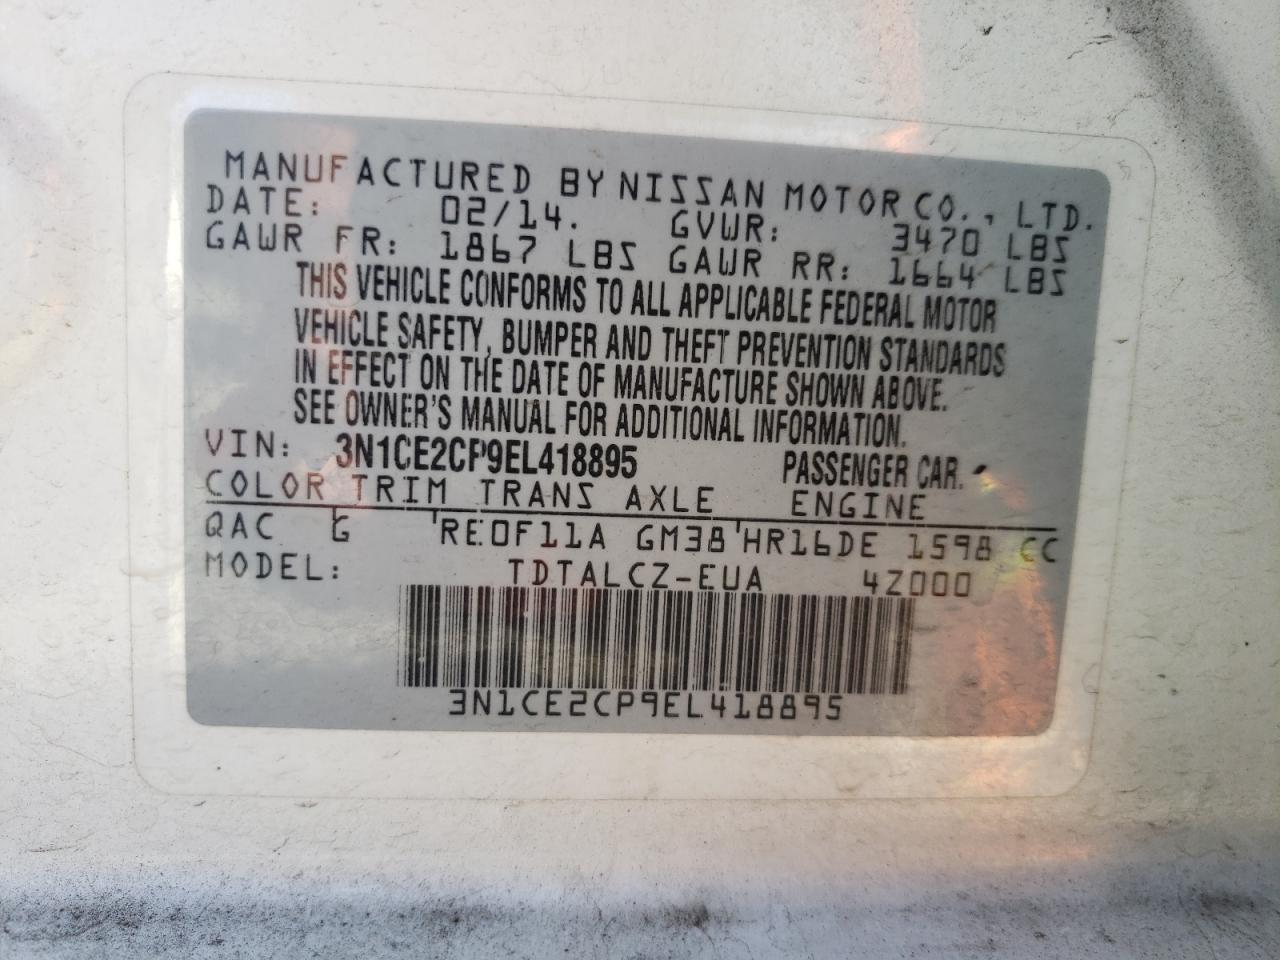 MANUFACTURED BY NISSAN MOTOR CO., LTD.
DATE: 02/14. GVWR: 3470 LBS
GAWR FR: 1867 LBS GAWR RR: 1664 LBS
THIS VEHICLE CONFORMS TO ALL APPLICABLE FEDERAL MOTOR
VEHICLE SAFETY, BUMPER AND THEFT PREVENTION STANDARDS
IN EFFECT ON THE DATE OF MANUFACTURE SHOWN ABOVE.
SEE OWNER'S MANUAL FOR ADDITIONAL INFORMATION.
VIN: 3N1CE2CP9EL418895 PASSENGER CAR.
COLOR TRIM TRANS AXLE ENGINE
QAC G RE0F11A GM38 HR16DE 1598 CC
MODEL: TDTALCZ-EUA 4Z000
3N1CE2CP9EL418895